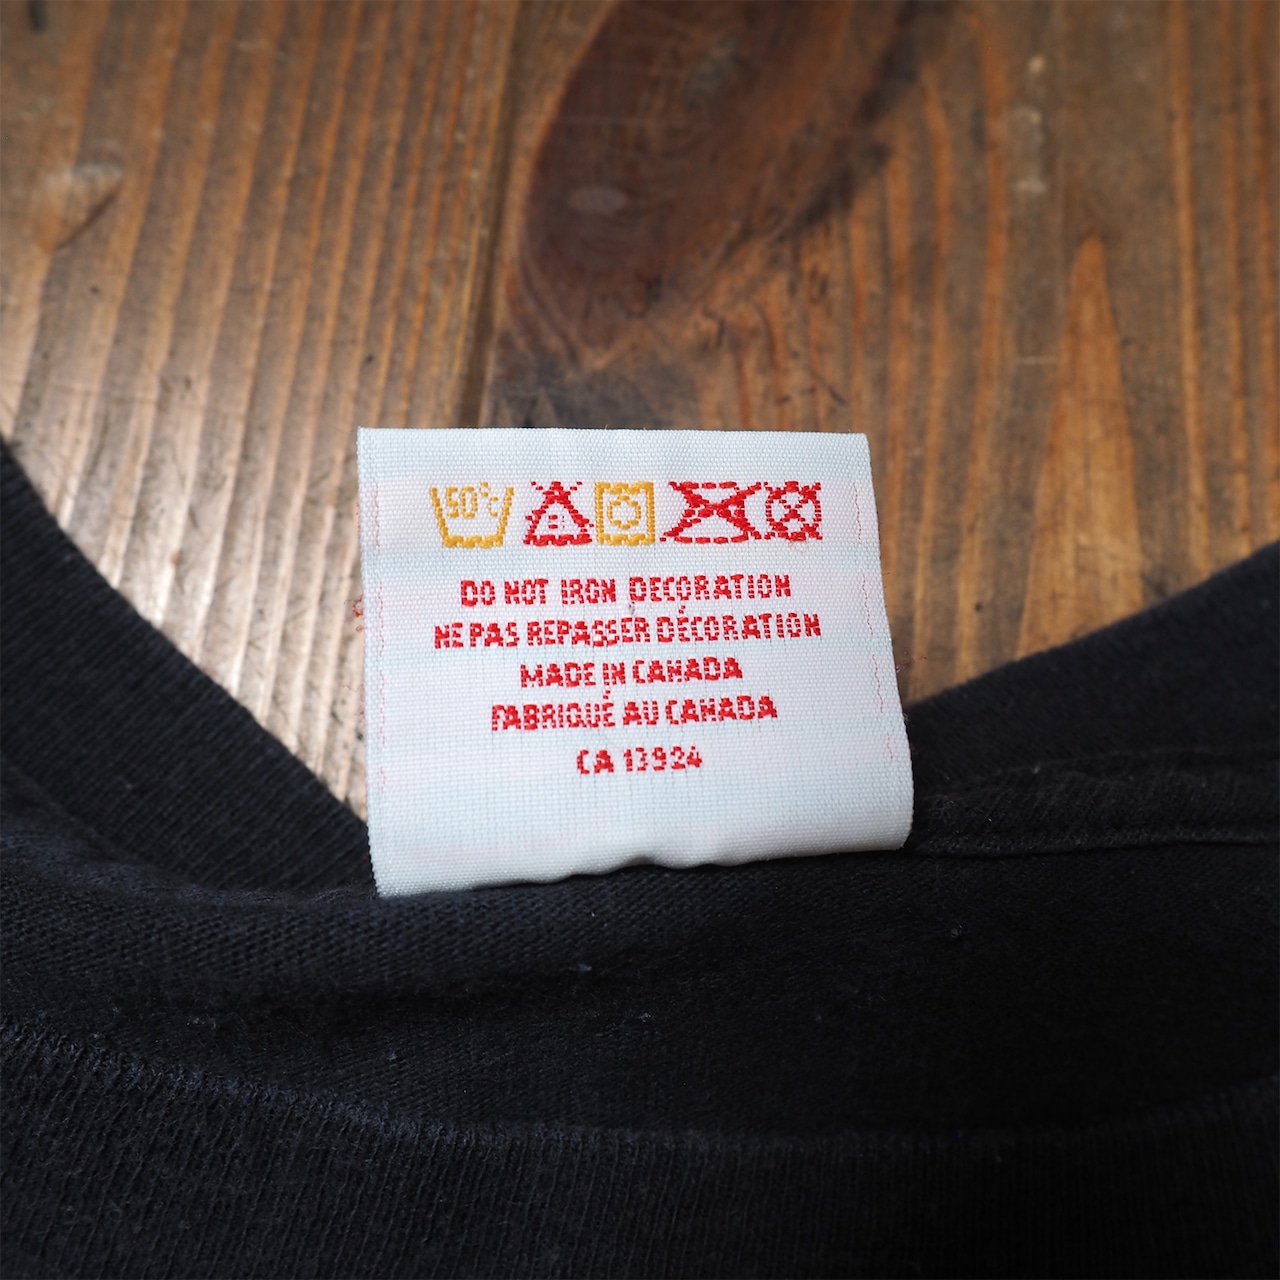 50°C
DO NOT IRON DECORATION
NE PAS REPASSER DÉCORATION
MADE IN CANADA
FABRIQUÉ AU CANADA
CA 13924